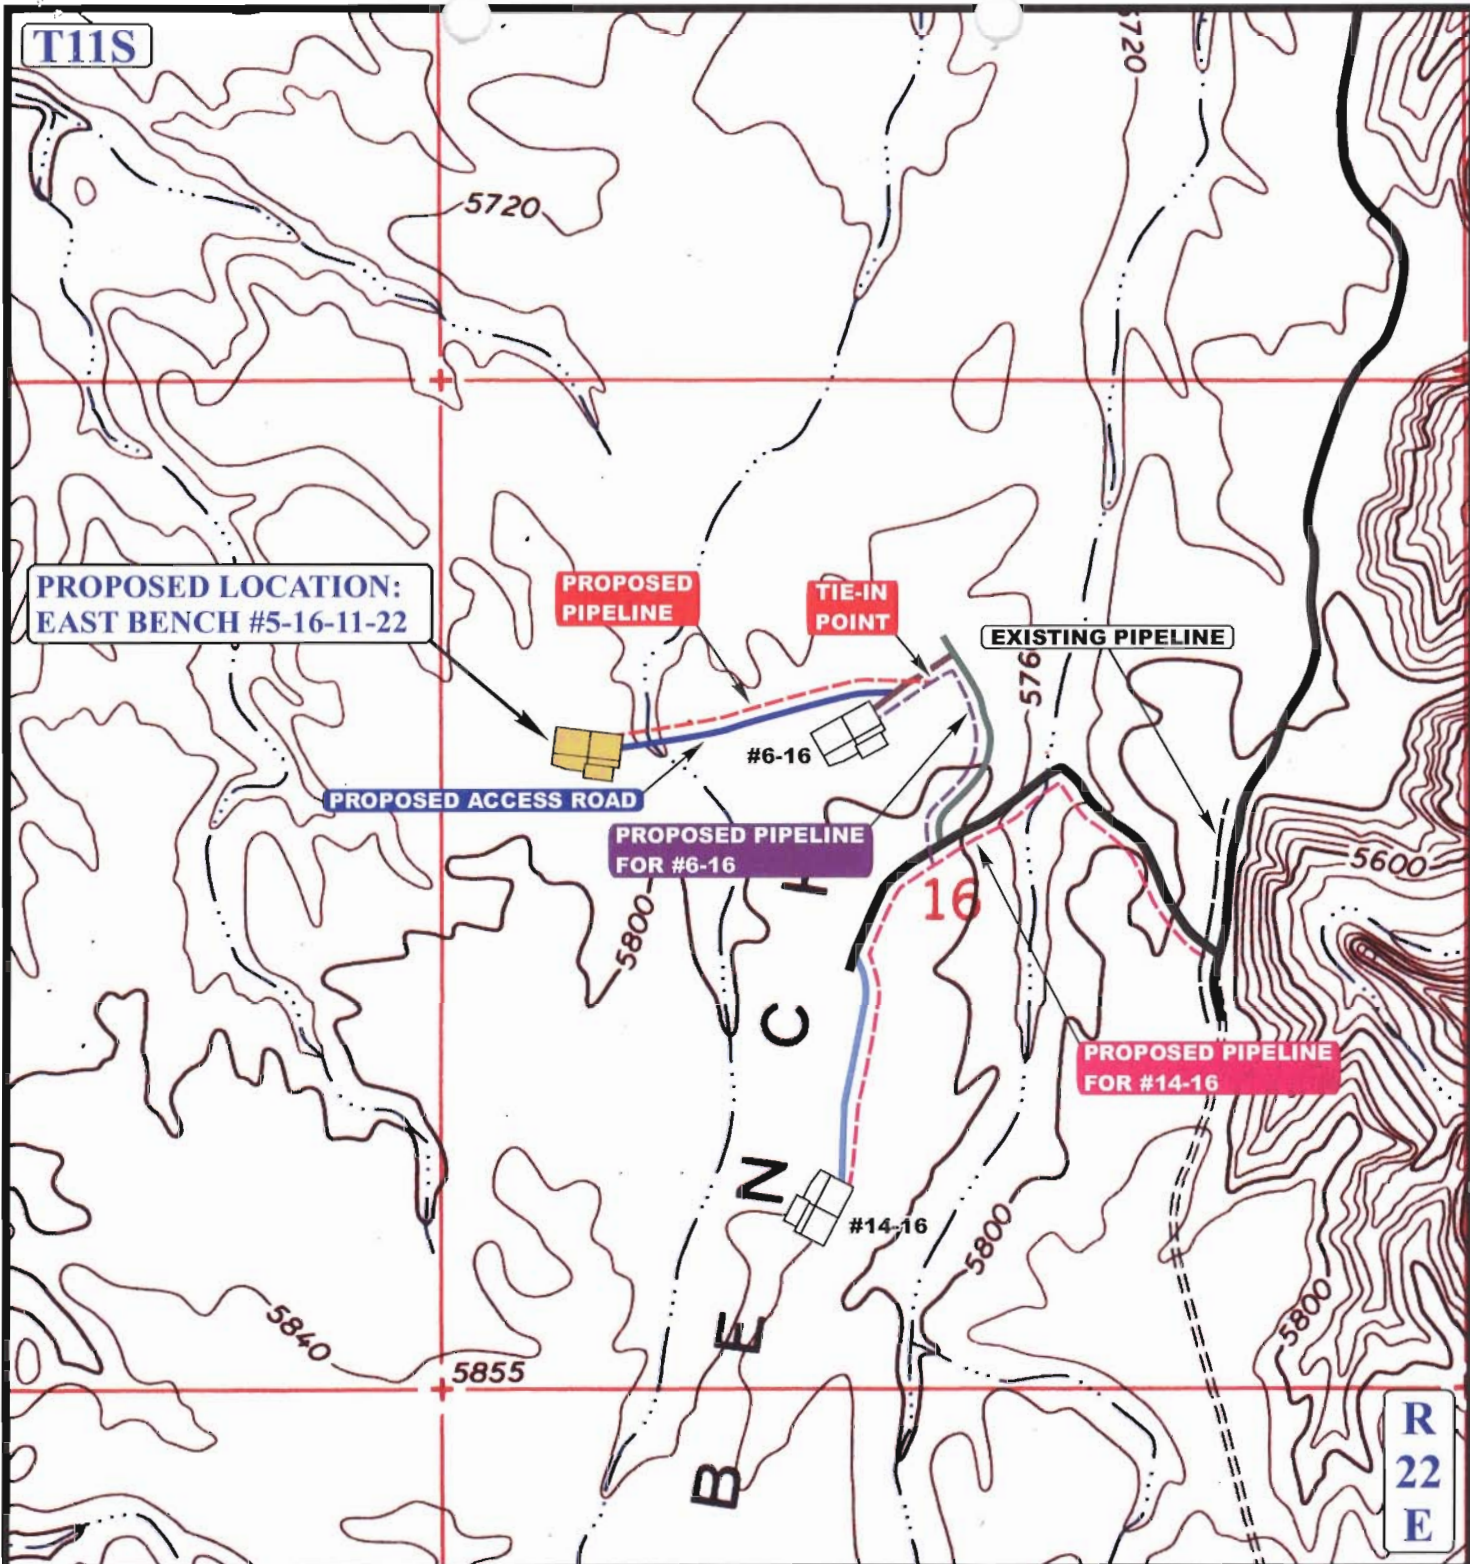 T11S
5720
5720
PROPOSED LOCATION:
EAST BENCH #5-16-11-22
PROPOSED
PIPELINE
TIE-IN
POINT
EXISTING PIPELINE
#6-16
PROPOSED ACCESS ROAD
PROPOSED PIPELINE
FOR #6-16
5600
16
5800
PROPOSED PIPELINE
FOR #14-16
#14-16
5800
5840
5800
5855
B E N C
R
22
E